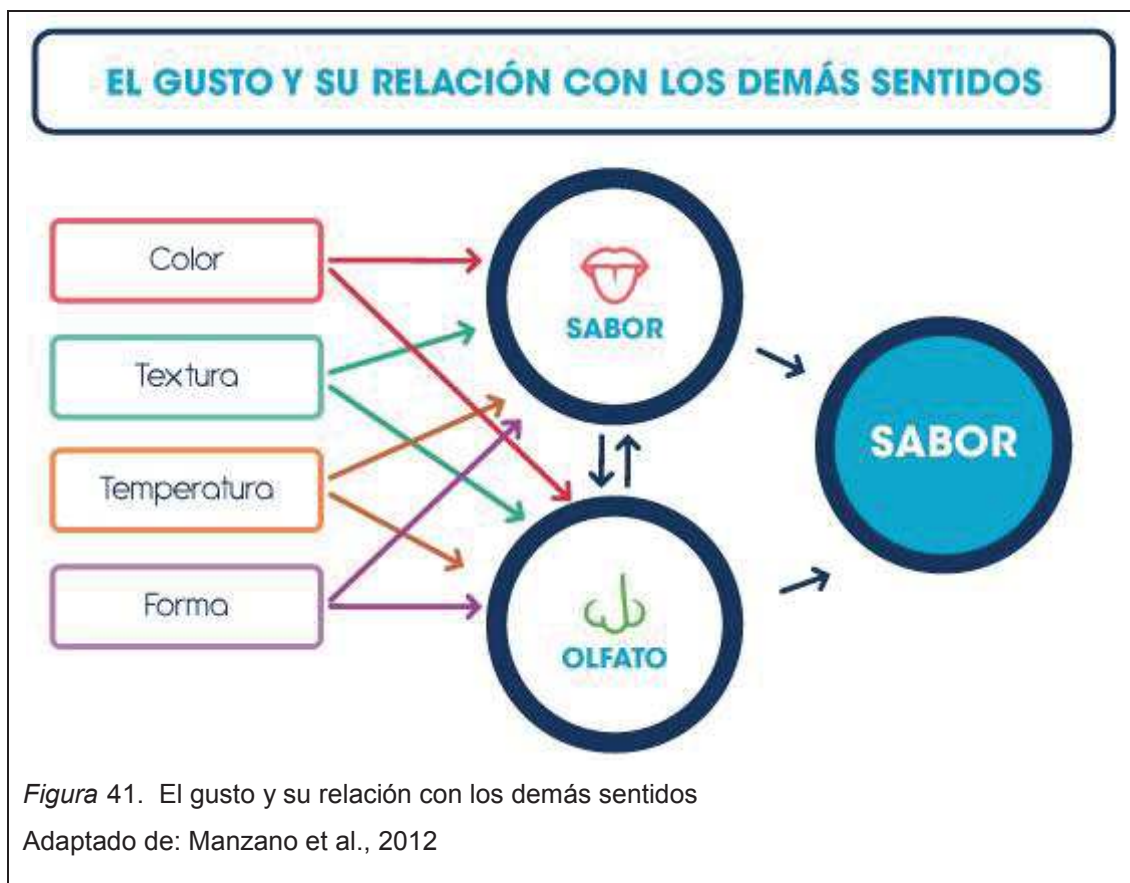 EL GUSTO Y SU RELACIÓN CON LOS DEMÁS SENTIDOS
Color
Textura
Temperatura
Forma
SABOR
OLFATO
SABOR
Figura 41. El gusto y su relación con los demás sentidos
Adaptado de: Manzano et al., 2012